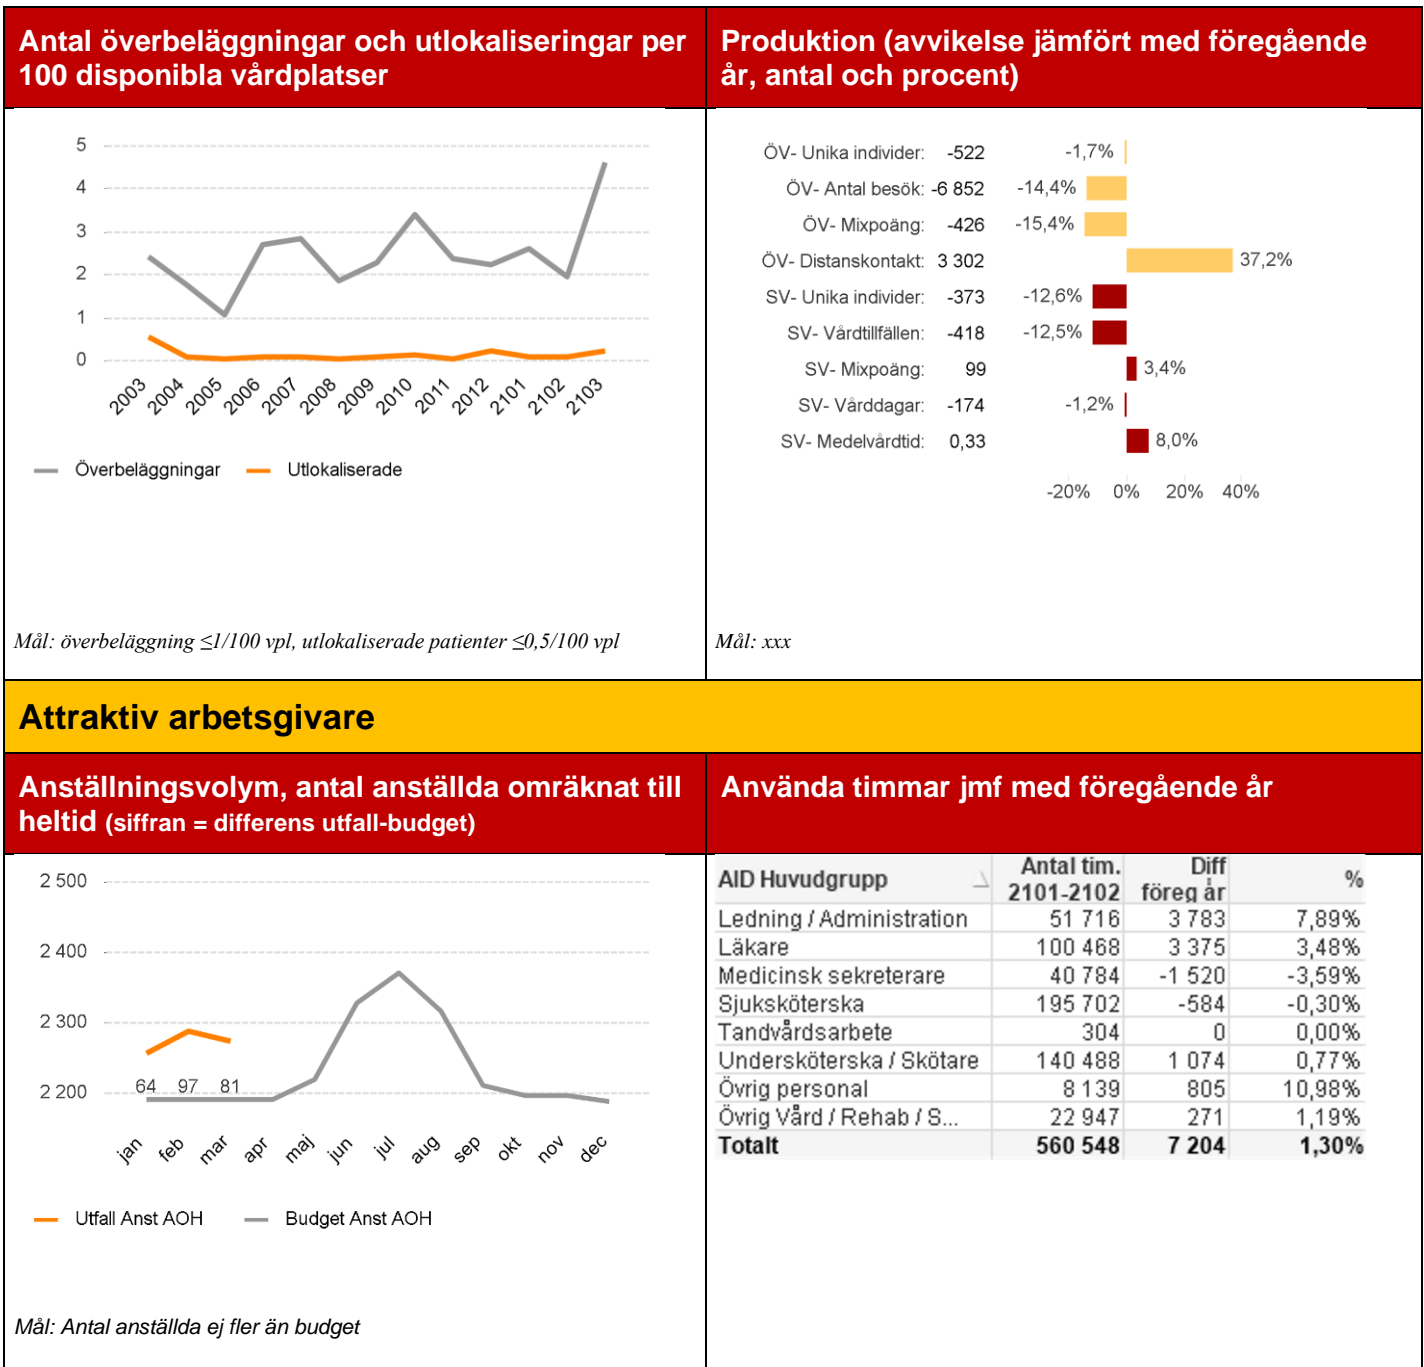 Antal överbeläggningar och utlokaliseringar per
100 disponibla vårdplatser
5
4
3
2
1
0
2003 2004 2005 2006 2007 2008 2009 2010 2011 2012 2101 2102 2103
Överbeläggningar Utlokaliserade
Mål: överbeläggning ≤1/100 vpl, utlokaliserade patienter ≤0,5/100 vpl
Produktion (avvikelse jämfört med föregående
år, antal och procent)
ÖV- Unika individer: -522 -1,7%
ÖV- Antal besök: -6 852 -14,4%
ÖV- Mixpoäng: -426 -15,4%
ÖV- Distanskontakt: 3 302 37,2%
SV- Unika individer: -373 -12,6%
SV- Vårdtillfällen: -418 -12,5%
SV- Mixpoäng: 99 3,4%
SV- Vårddagar: -174 -1,2%
SV- Medelvårdtid: 0,33 8,0%
-20% 0% 20% 40%
Mål: xxx
Attraktiv arbetsgivare
Anställningsvolym, antal anställda omräknat till
heltid (siffran = differens utfall-budget)
2 500
2 400
2 300
2 200
64 97 81
jan feb mar apr maj jun jul aug sep okt nov dec
Utfall Anst AOH Budget Anst AOH
Mål: Antal anställda ej fler än budget
Använda timmar jmf med föregående år
AID Huvudgrupp Antal tim. 2101-2102 Diff föreg år %
Ledning / Administration 51 716 3 783 7,89%
Läkare 100 468 3 375 3,48%
Medicinsk sekreterare 40 784 -1 520 -3,59%
Sjuksköterska 195 702 -584 -0,30%
Tandvårdsarbete 304 0 0,00%
Undersköterska / Skötare 140 488 1 074 0,77%
Övrig personal 8 139 805 10,98%
Övrig Vård / Rehab / S... 22 947 271 1,19%
Totalt 560 548 7 204 1,30%